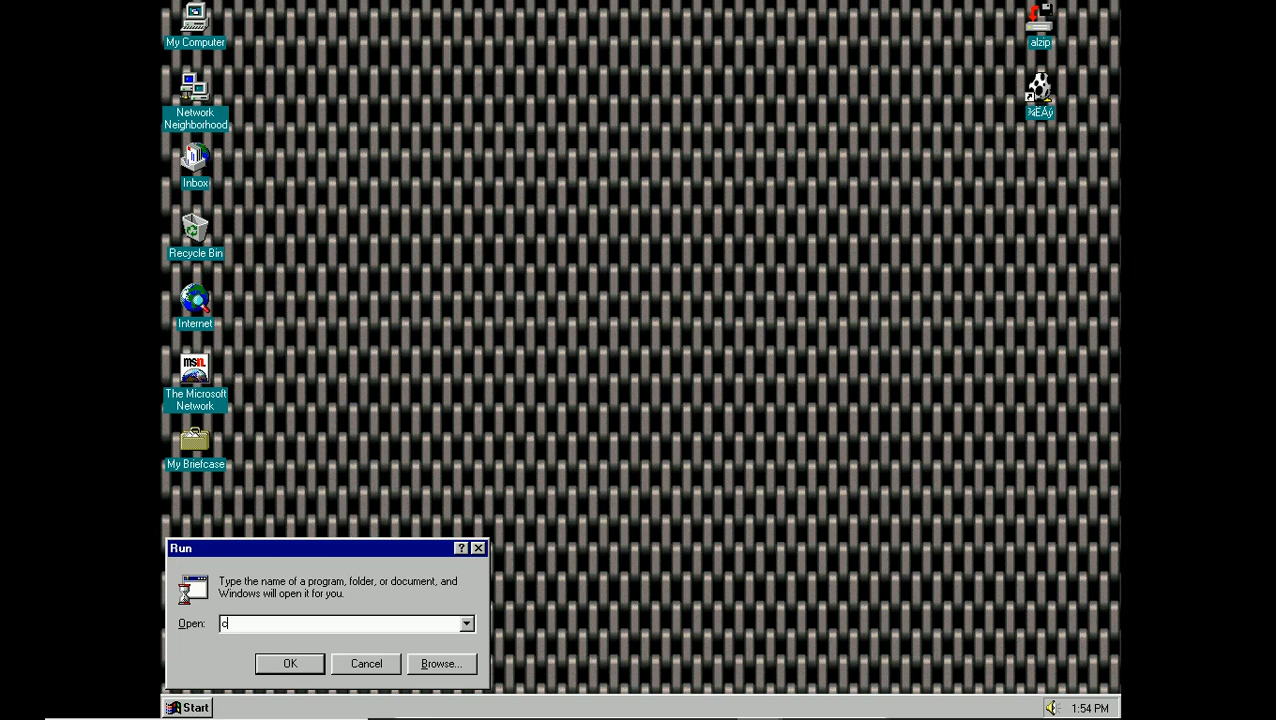 My Computer
Network
Neighborhood
Inbox
Recycle Bin
Internet
msn.
The Microsoft
Network
My Briefcase
alzip
¾ËÁý
Run
?
Type the name of a program, folder, or document, and
Windows will open it for you.
Open:
c
OK
Cancel
Browse...
Start
1:54 PM